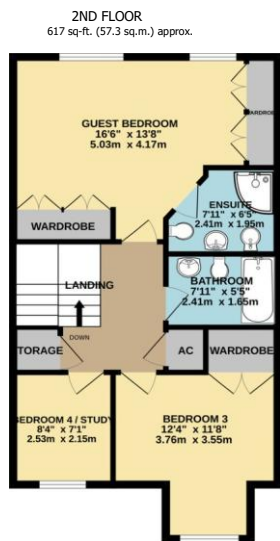 2ND FLOOR
617 sq-ft. (57.3 sq.m.) approx.
GUEST BEDROOM
16'6" x 13'8"
5.03m x 4.17m
WARDROBE
ENSUITE
7'11" x 6'5"
2.41m x 1.95m
WARDROBE
BATHROOM
7'11" x 5'5"
2.41m x 1.65m
LANDING
DOWN
STORAGE
AC
WARDROBE
BEDROOM 4 / STUDY
8'4" x 7'1"
2.53m x 2.15m
BEDROOM 3
12'4" x 11'8"
3.76m x 3.55m